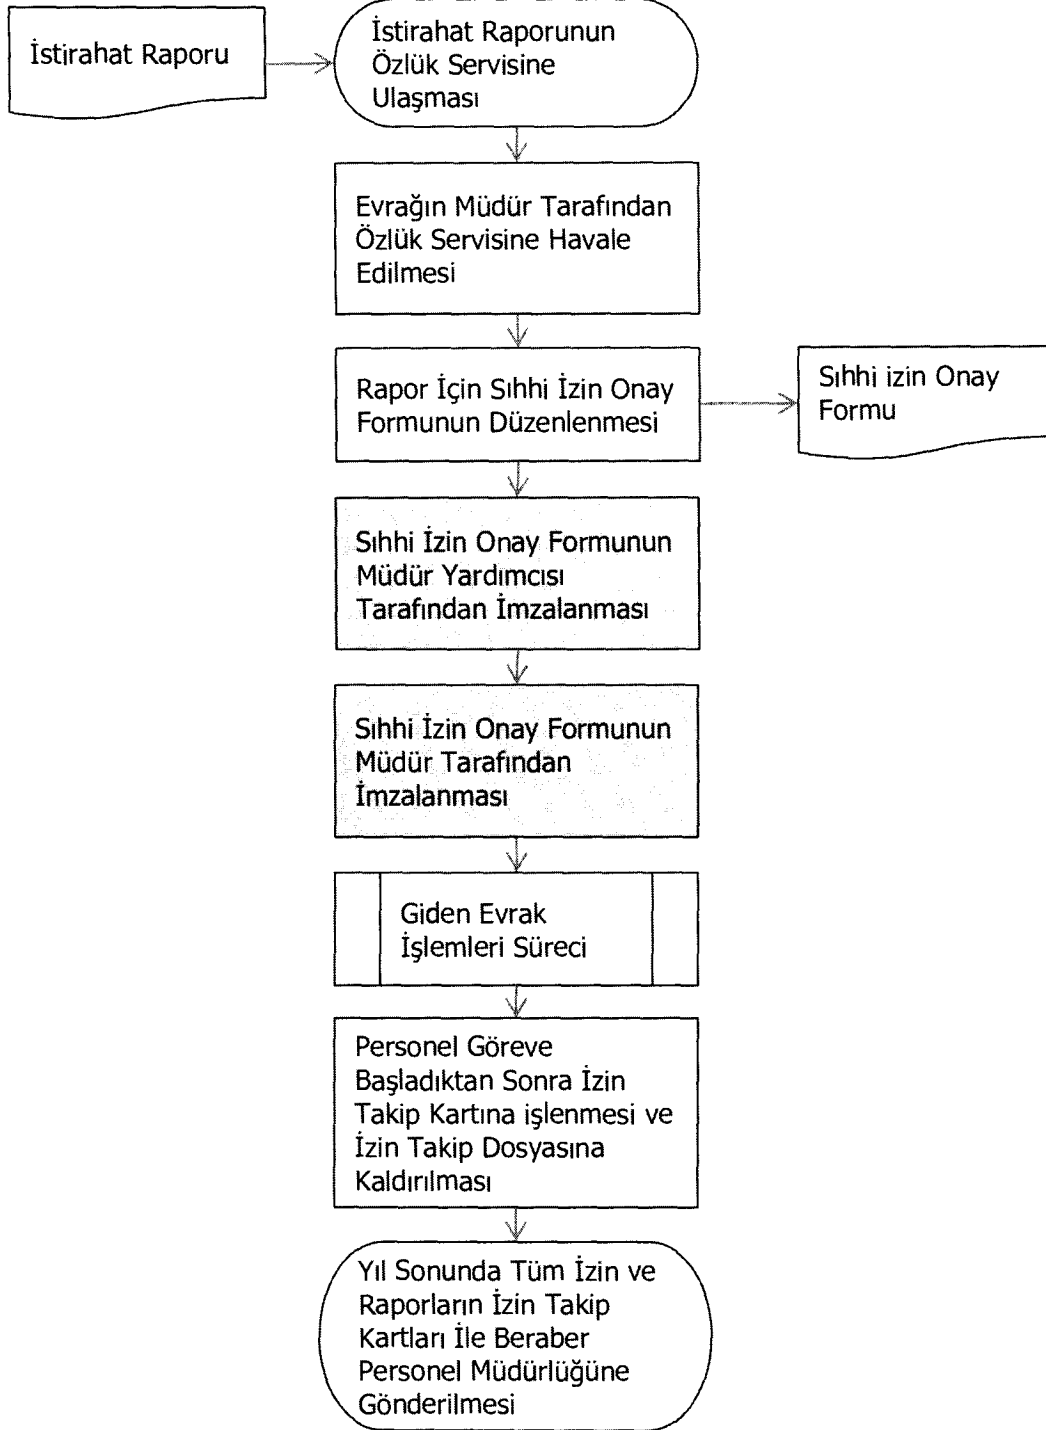 İstirahat Raporu
İstirahat Raporunun
Özlük Servisine
Ulaşması
Evrağın Müdür Tarafından
Özlük Servisine Havale
Edilmesi
Rapor İçin Sıhhi İzin Onay
Formunun Düzenlenmesi
Sıhhi izin Onay
Formu
Sıhhi İzin Onay Formunun
Müdür Yardımcısı
Tarafından İmzalanması
Sıhhi İzin Onay Formunun
Müdür Tarafından
İmzalanması
Giden Evrak
İşlemleri Süreci
Personel Göreve
Başladıktan Sonra İzin
Takip Kartına işlenmesi ve
İzin Takip Dosyasına
Kaldırılması
Yıl Sonunda Tüm İzin ve
Raporların İzin Takip
Kartları İle Beraber
Personel Müdürlüğüne
Gönderilmesi